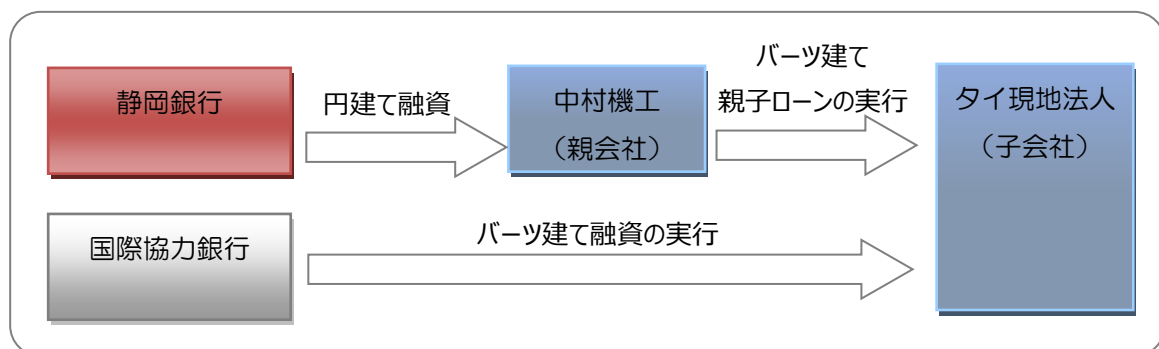 静岡銀行
円建て融資
中村機工
（親会社）
バーツ建て
親子ローンの実行
タイ現地法人
（子会社）
国際協力銀行
バーツ建て融資の実行